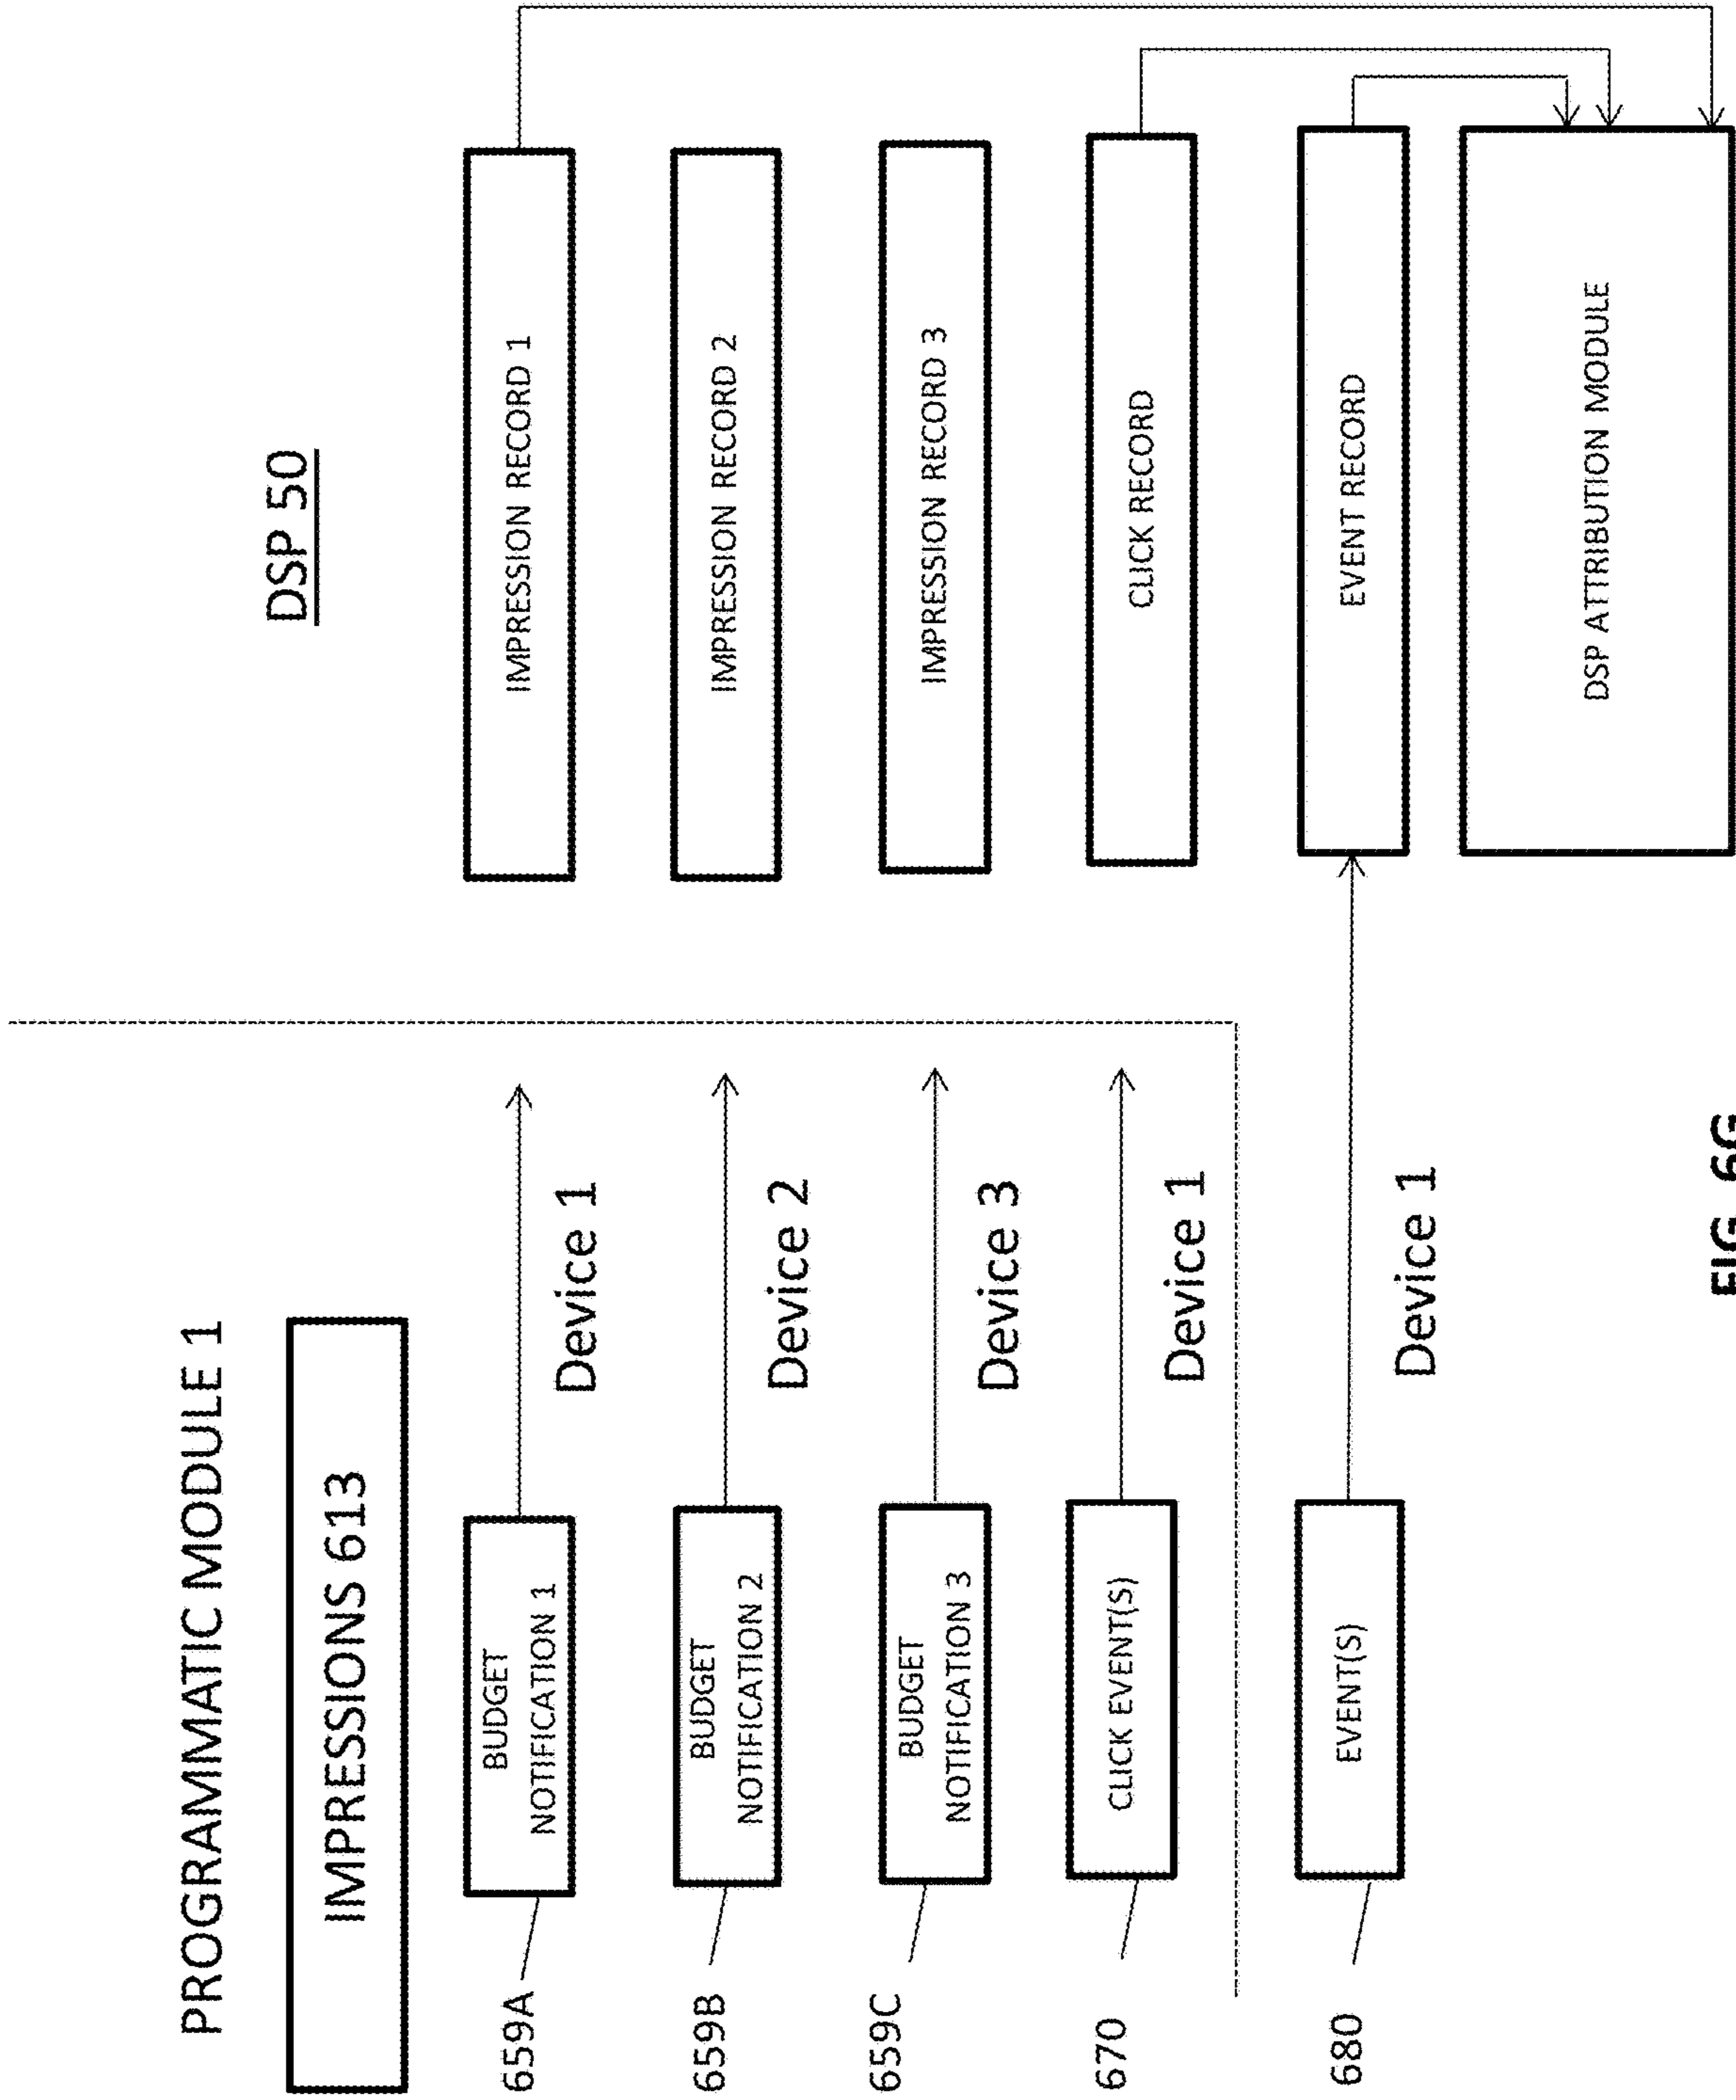 PROGRAMMATIC MODULE 1
DSP 50
IMPRESSIONS 613
659A
BUDGET
NOTIFICATION 1
Device 1
IMPRESSION RECORD 1
659B
BUDGET
NOTIFICATION 2
Device 2
IMPRESSION RECORD 2
659C
BUDGET
NOTIFICATION 3
Device 3
IMPRESSION RECORD 3
670
CLICK EVENT(S)
Device 1
CLICK RECORD
680
EVENT(S)
Device 1
EVENT RECORD
DSP ATTRIBUTION MODULE
FIG. 6G